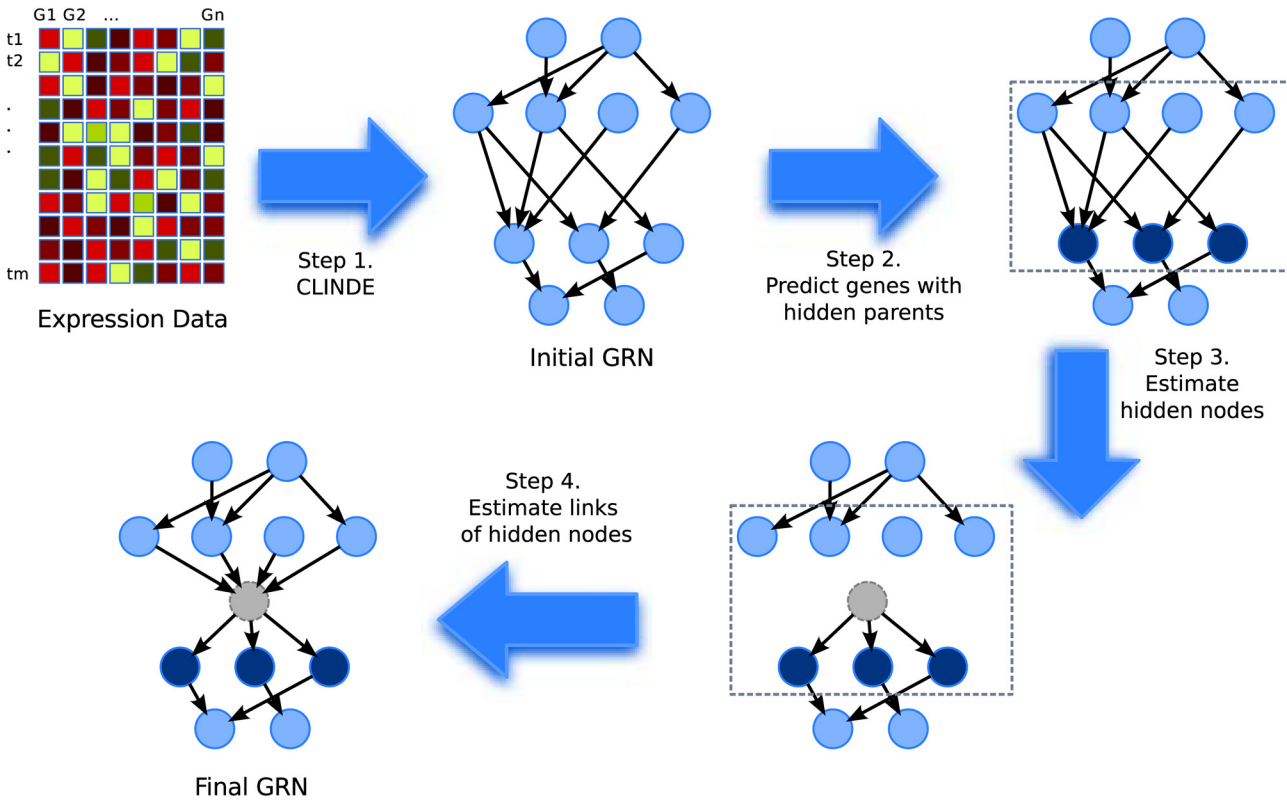 G1 G2 ... Gn
t1
t2
.
.
.
tm
Expression Data
Step 1.
CLINDE
Initial GRN
Step 2.
Predict genes with
hidden parents
Step 3.
Estimate
hidden nodes
Step 4.
Estimate links
of hidden nodes
Final GRN